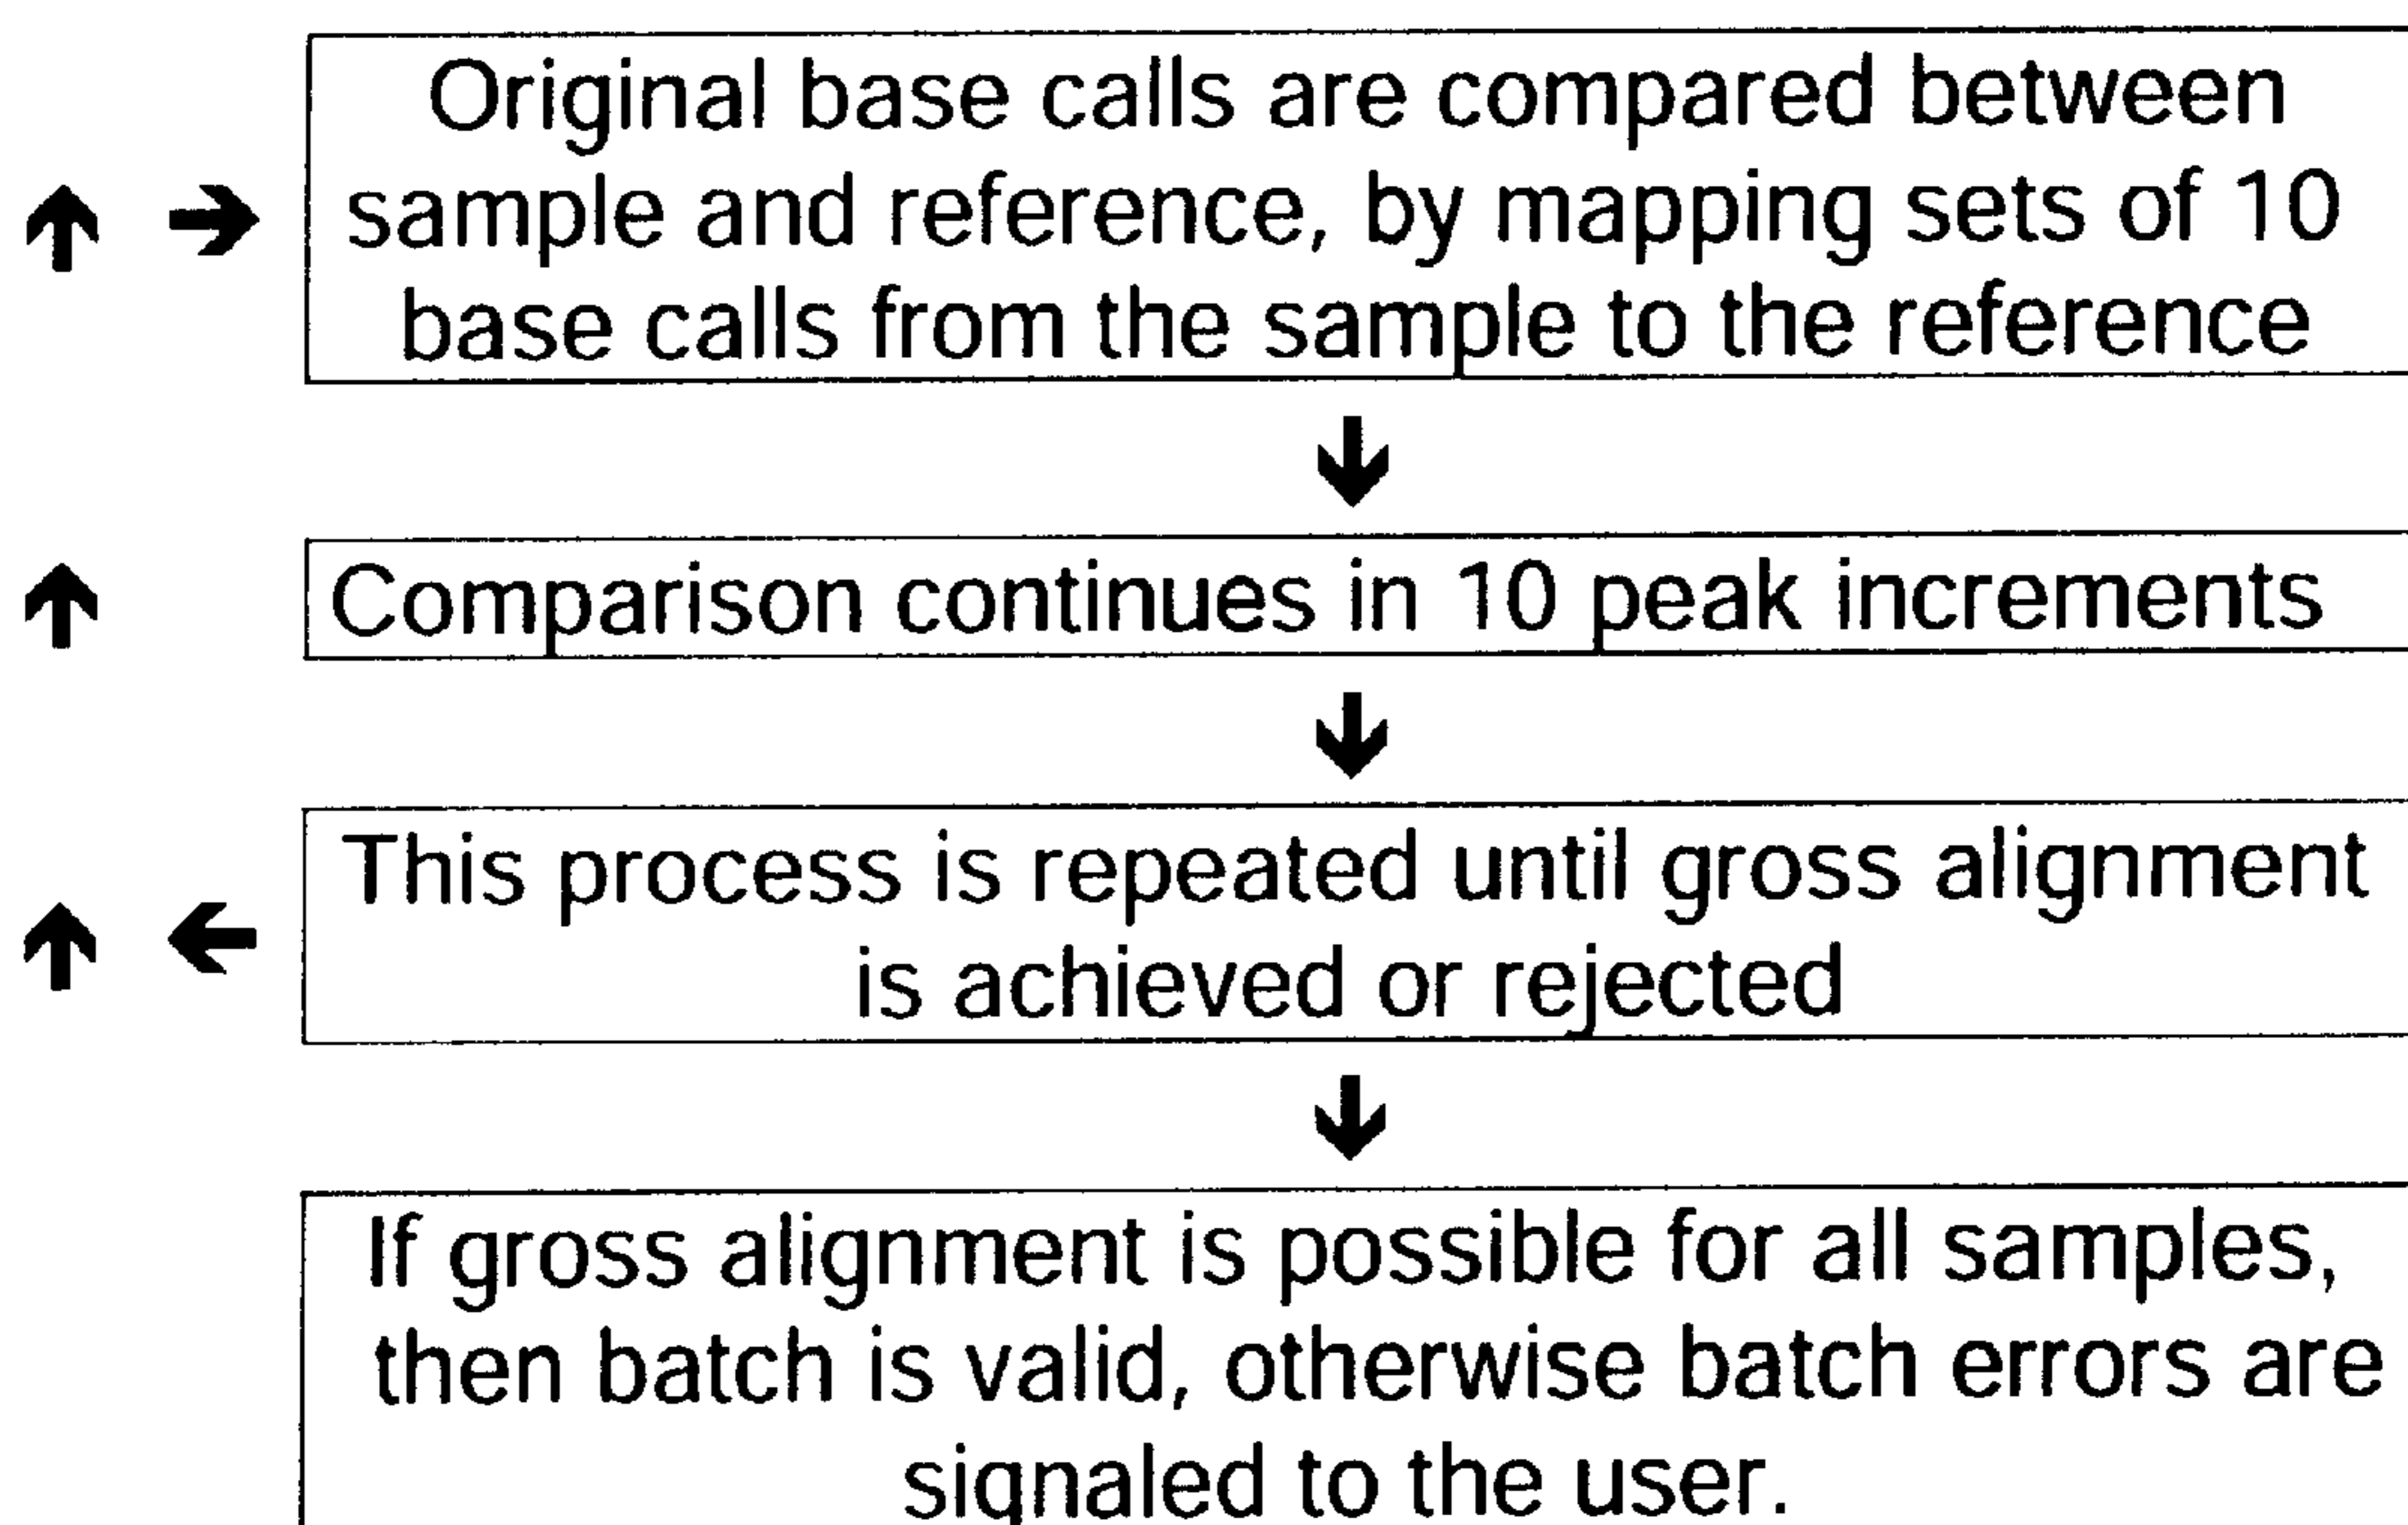 Original base calls are compared between
sample and reference, by mapping sets of 10
base calls from the sample to the reference
Comparison continues in 10 peak increments
This process is repeated until gross alignment
is achieved or rejected
If gross alignment is possible for all samples,
then batch is valid, otherwise batch errors are
signaled to the user.